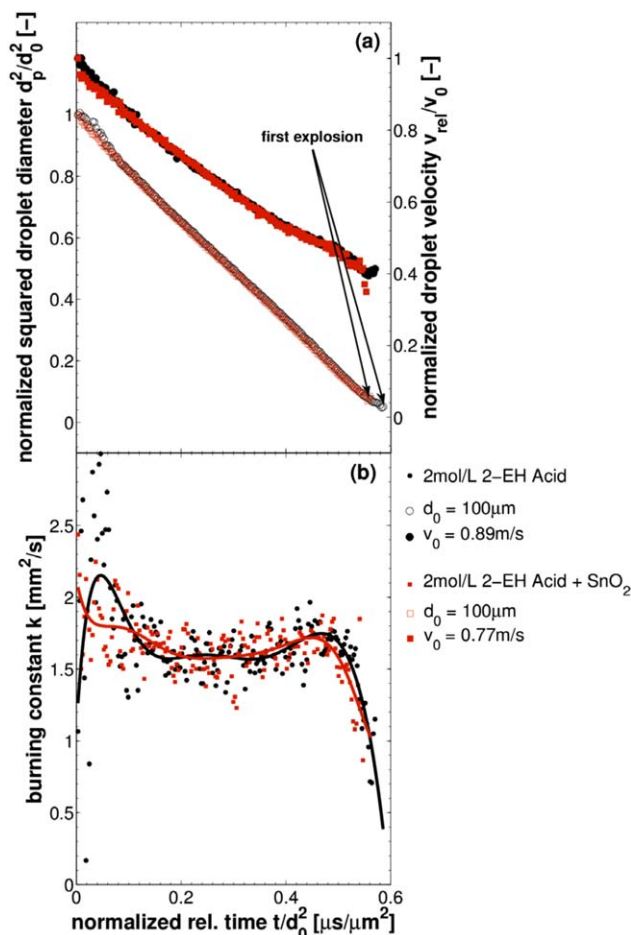 (a)
normalized squared droplet diameter d_p^2/d_0^2 [–]
1
0.8
0.6
0.4
0.2
0
first explosion
1
0.8
0.6
0.4
0.2
0
normalized droplet velocity v_rel/v_0 [–]
(b)
burning constant k [mm²/s]
2.5
2
1.5
1
0.5
0
0
0.2
0.4
0.6
normalized rel. time t/d_0^2 [µs/µm²]
2mol/L 2−EH Acid
d_0 = 100µm
v_0 = 0.89m/s
2mol/L 2−EH Acid + SnO_2
d_0 = 100µm
v_0 = 0.77m/s